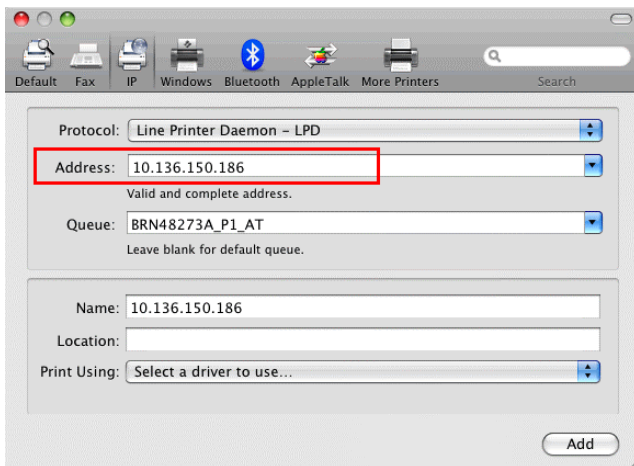 Default Fax IP Windows Bluetooth AppleTalk More Printers Search
Protocol: Line Printer Daemon – LPD
Address: 10.136.150.186
Valid and complete address.
Queue: BRN48273A_P1_AT
Leave blank for default queue.
Name: 10.136.150.186
Location:
Print Using: Select a driver to use...
Add